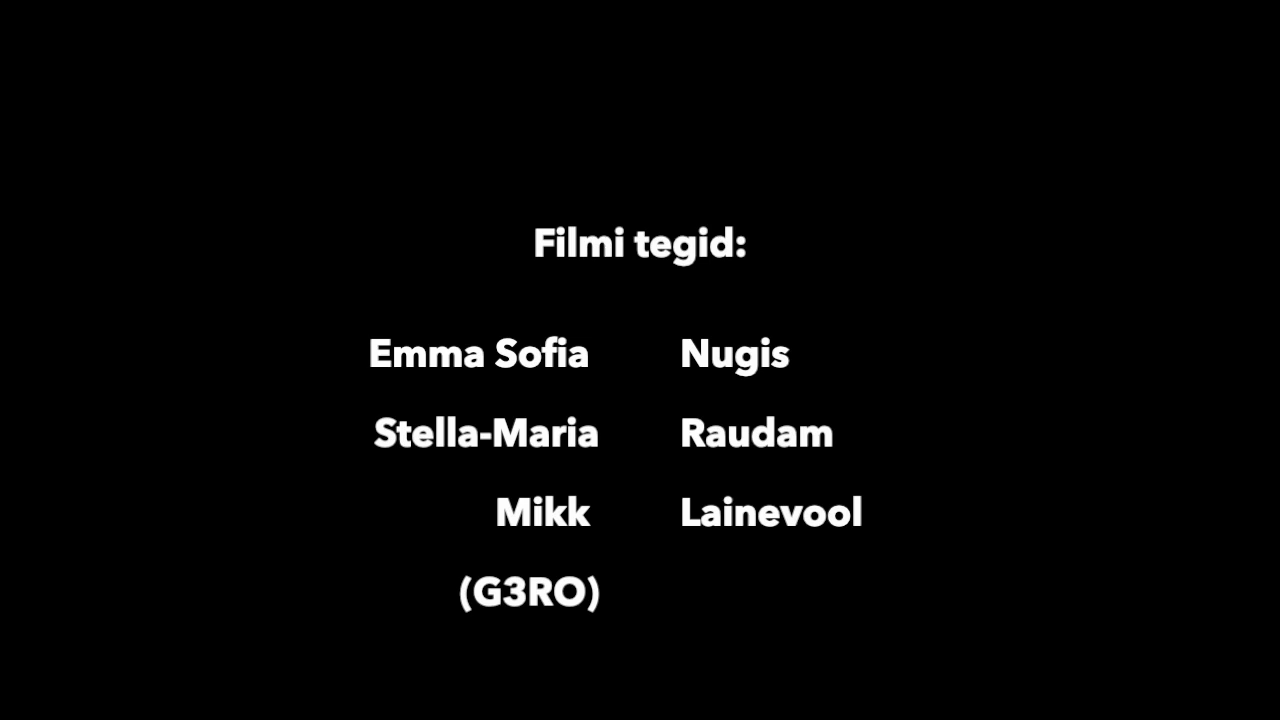 Filmi tegid:
Emma Sofia Nugis
Stella-Maria Raudam
Mikk Lainevool
(G3RO)